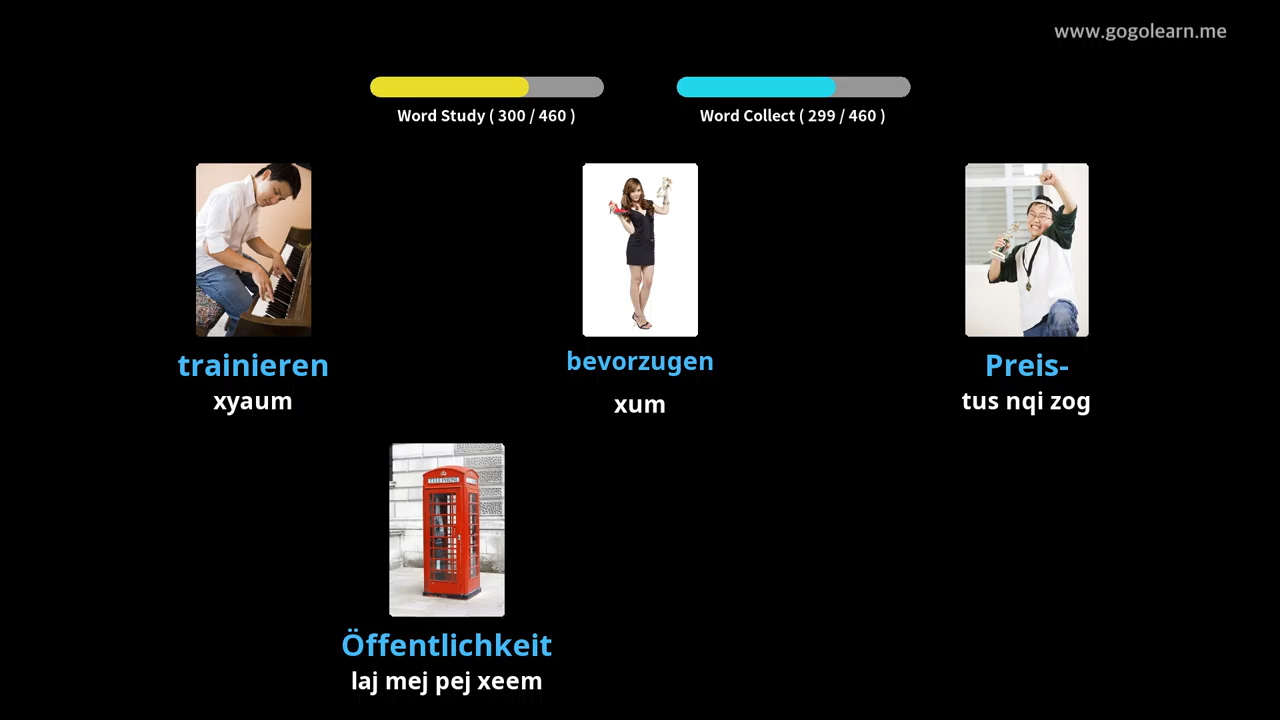 www.gogolearn.me
Word Study ( 300 / 460 )
Word Collect ( 299 / 460 )
trainieren
xyaum
bevorzugen
xum
Preis-
tus nqi zog
TELEPHONE
Öffentlichkeit
laj mej pej xeem